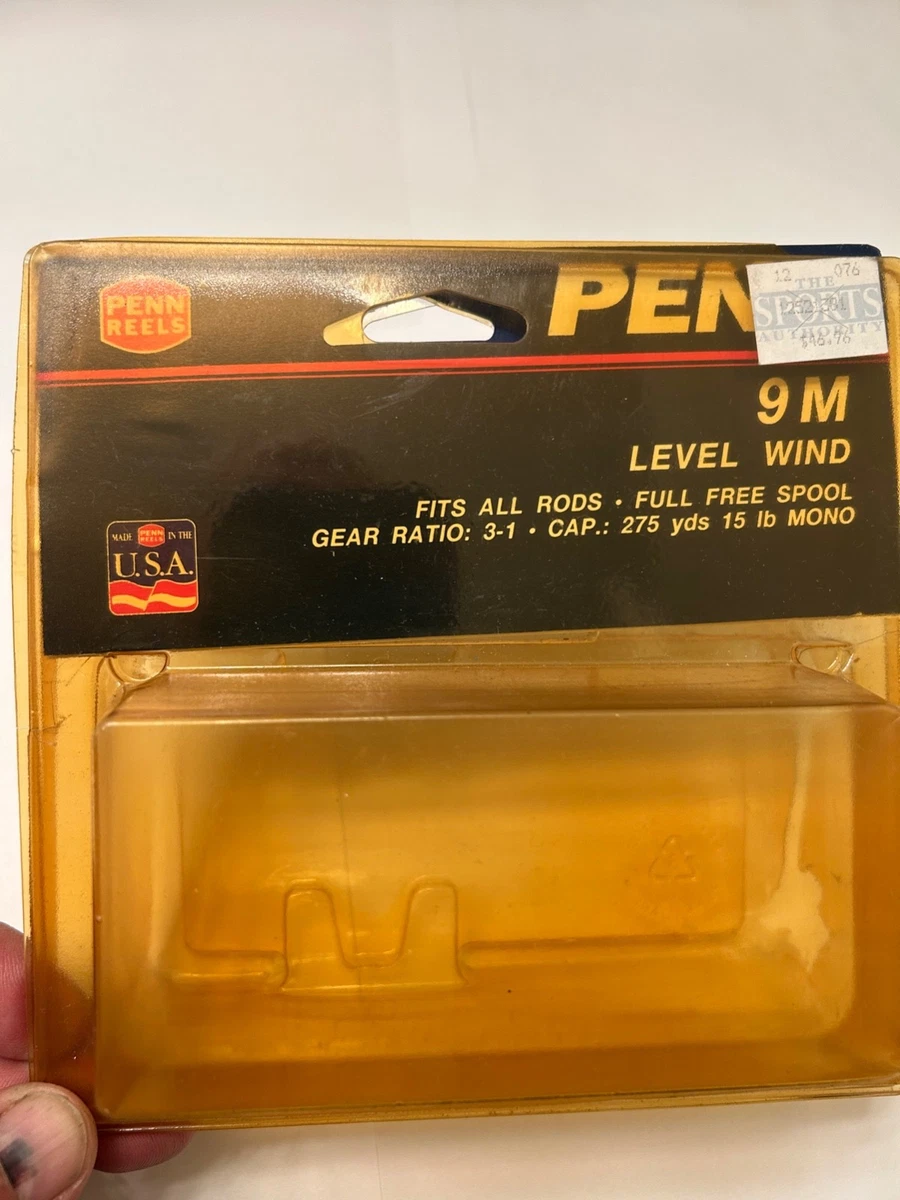 PENN
REELS
PEN
12 076
THE
SPORTS
AUTHORITY
$46.76
9 M
LEVEL WIND
FITS ALL RODS • FULL FREE SPOOL
GEAR RATIO: 3-1 • CAP.: 275 yds 15 lb MONO
MADE PENN REELS IN THE
U.S.A.